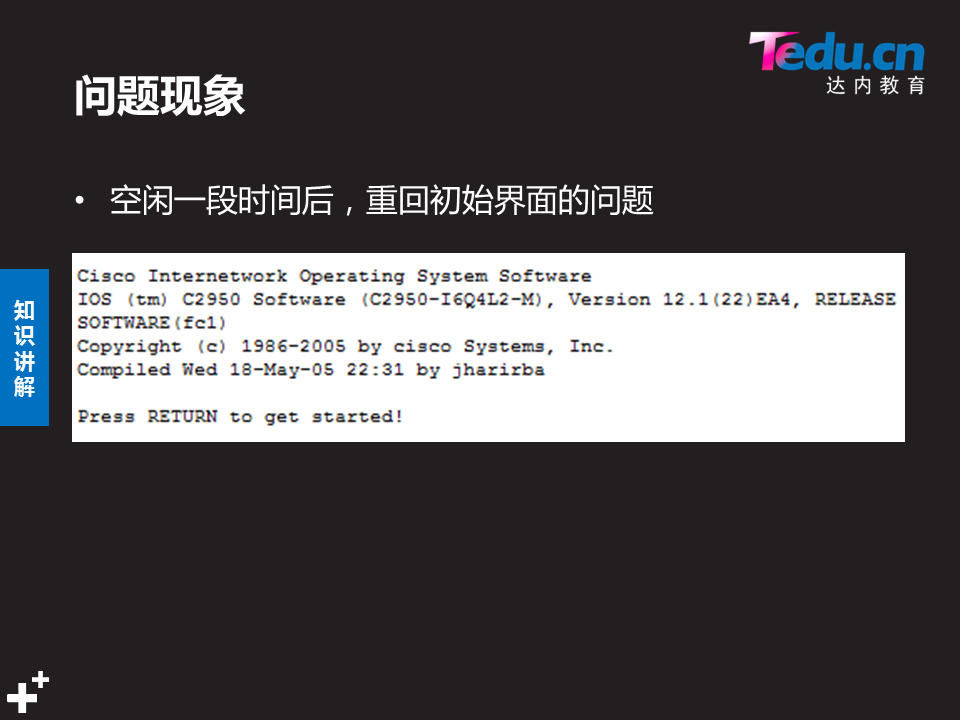 Tedu.cn
达内教育
问题现象
• 空闲一段时间后，重回初始界面的问题
知识讲解
Cisco Internetwork Operating System Software
IOS (tm) C2950 Software (C2950-I6Q4L2-M), Version 12.1(22)EA4, RELEASE
SOFTWARE(fc1)
Copyright (c) 1986-2005 by cisco Systems, Inc.
Compiled Wed 18-May-05 22:31 by jharirba
Press RETURN to get started!